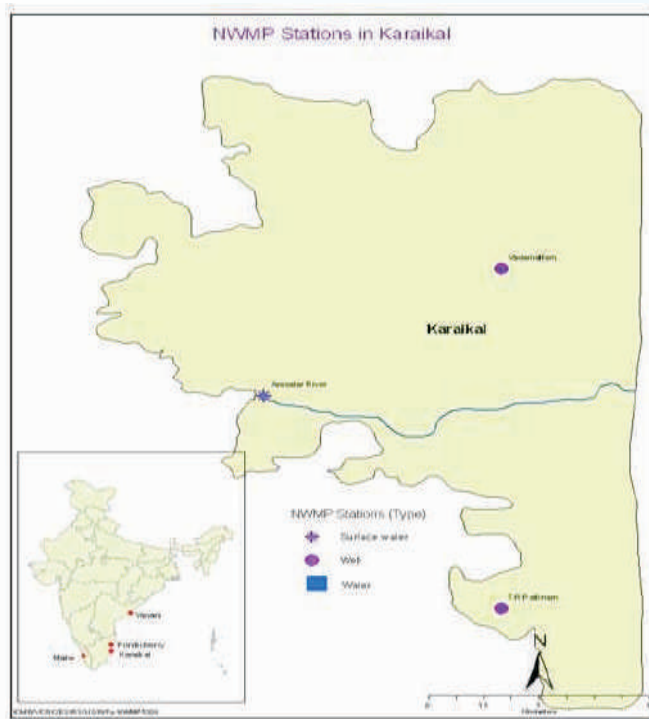 NWMP Stations in Karaikal
Karaikal
Arasalar River
NWMP Stations (Type)
Surface water
Well
Water
T.R.Pattinam
Yanam
Pondicherry
Karaikal
Mahe
N
0